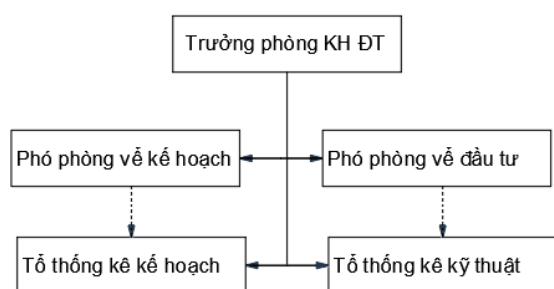 Trưởng phòng KH ĐT
Phó phòng về kế hoạch
Phó phòng về đầu tư
Tổ thống kê kế hoạch
Tổ thống kê kỹ thuật